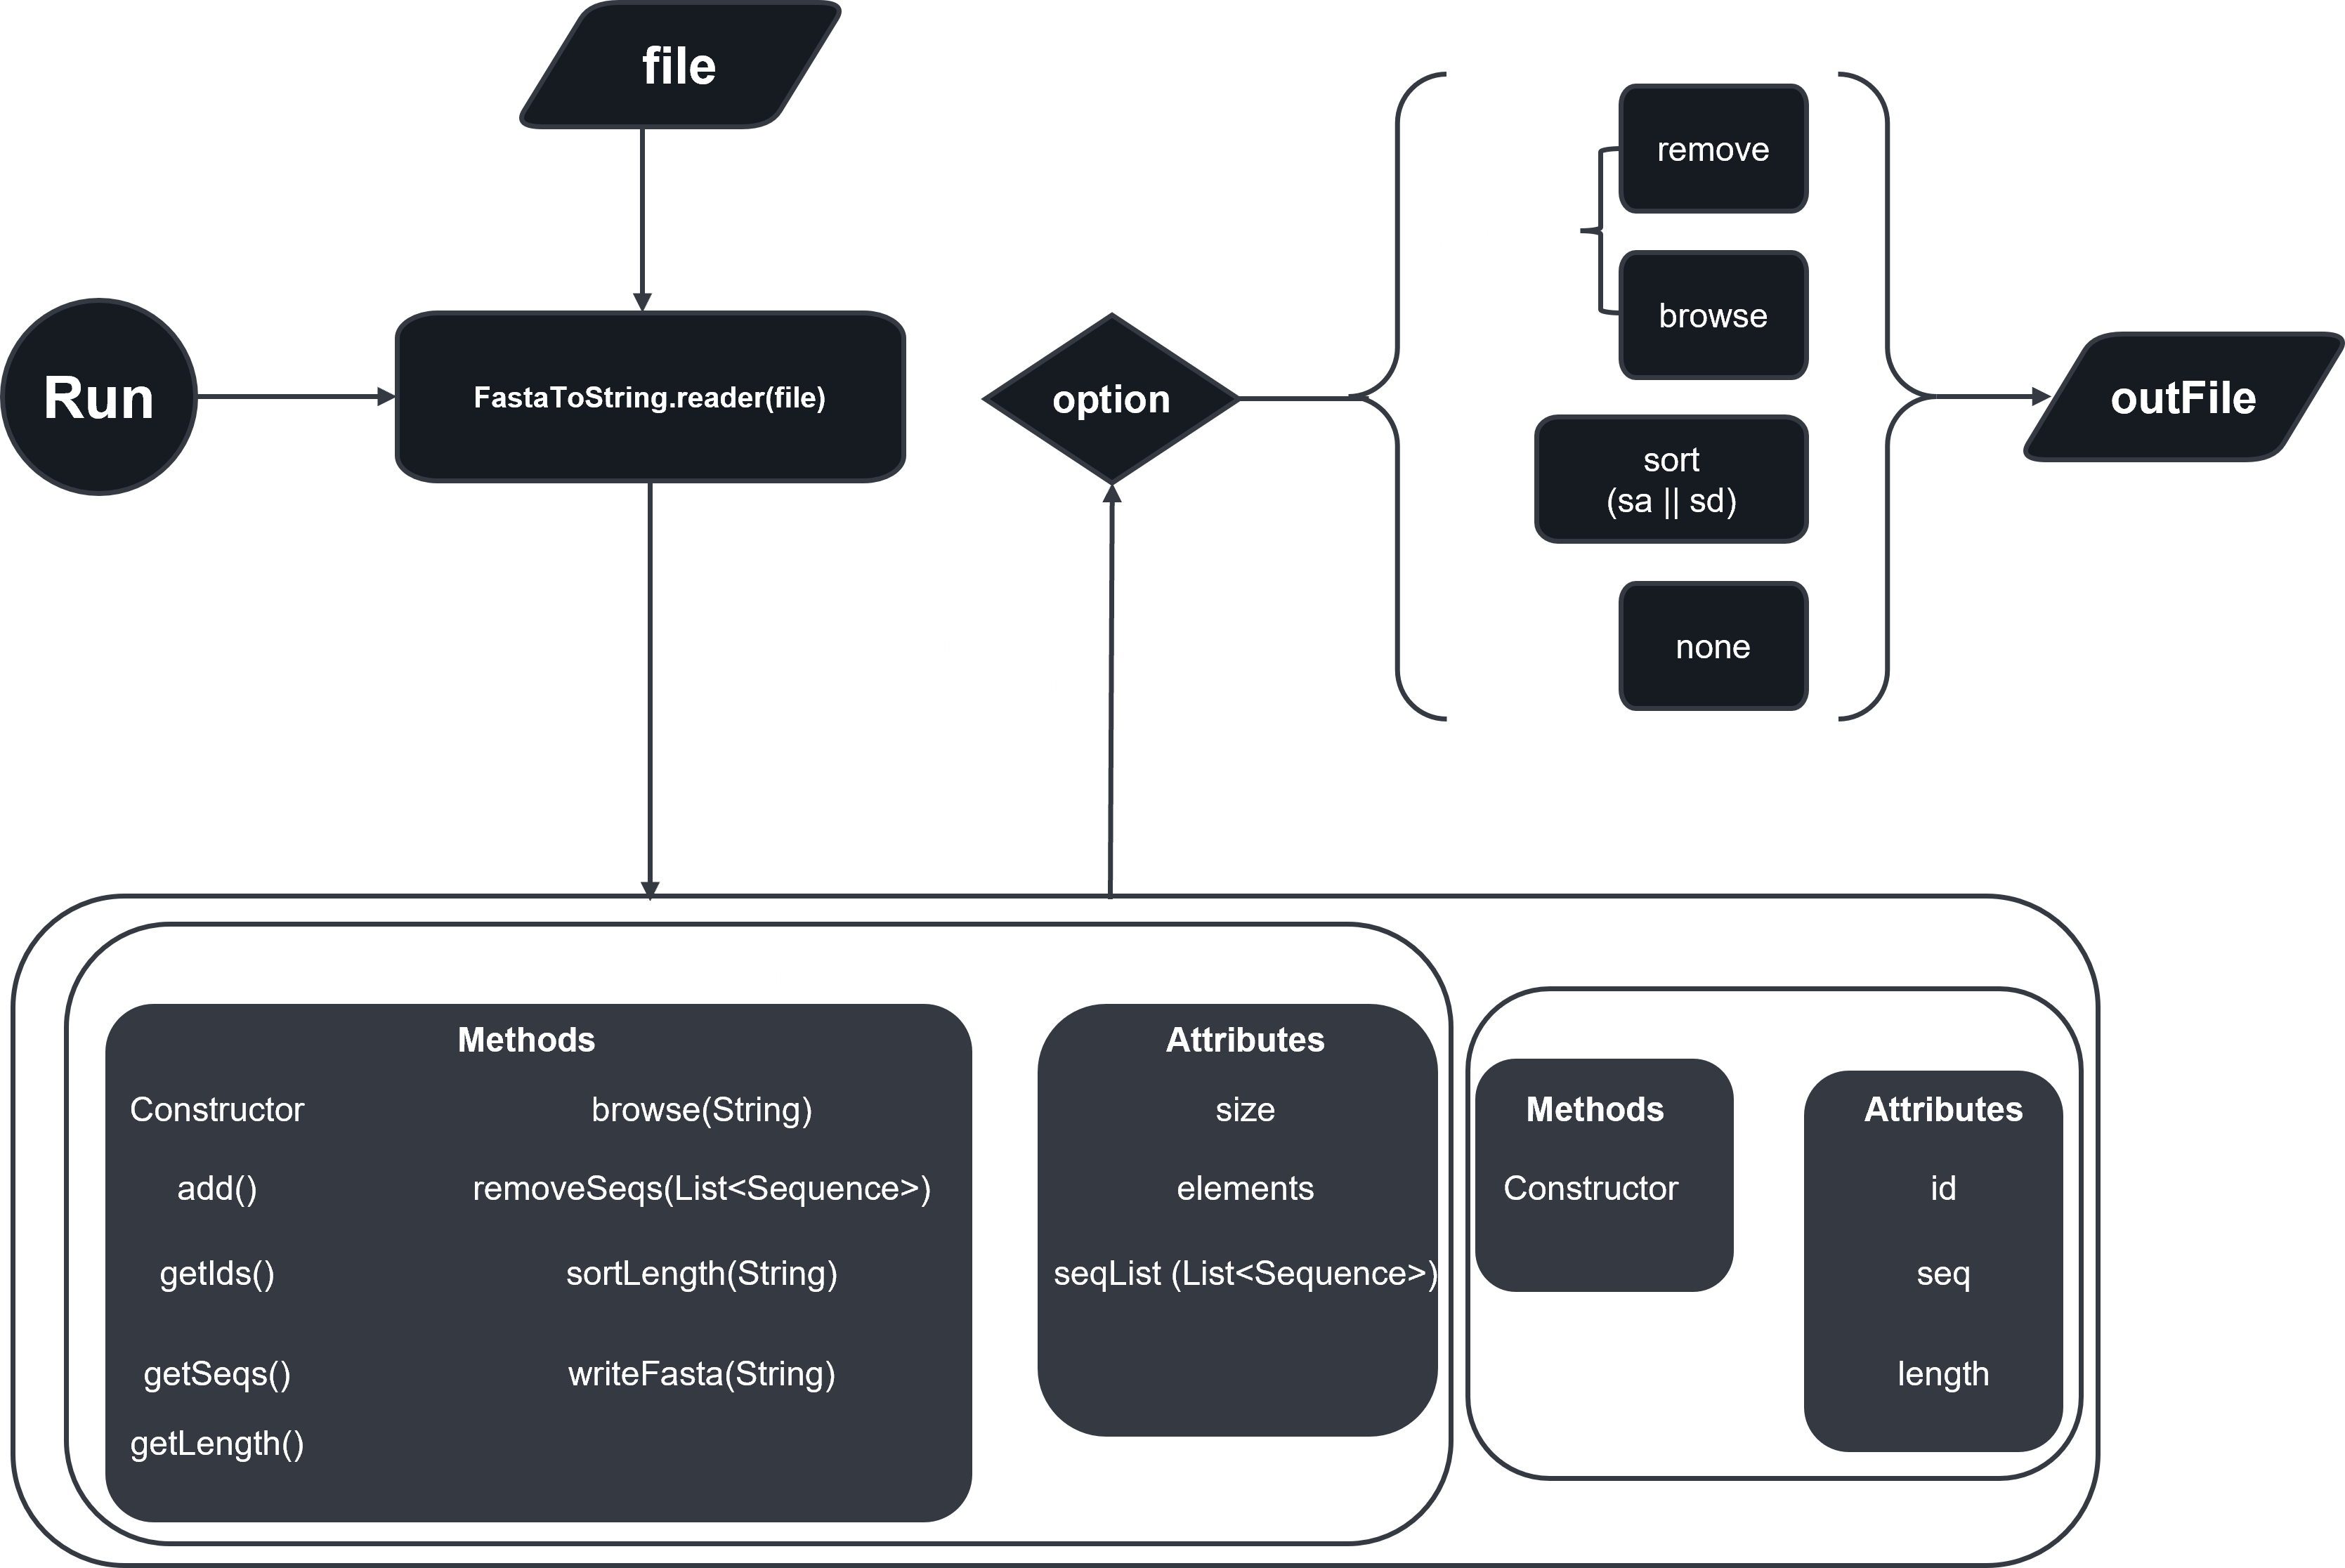 file
remove
browse
Run
FastaToString.reader(file)
option
outFile
sort
(sa || sd)
none
Methods
Constructor
add()
getIds()
getSeqs()
getLength()
browse(String)
removeSeqs(List<Sequence>)
sortLength(String)
writeFasta(String)
Attributes
size
elements
seqList (List<Sequence>)
Methods
Constructor
Attributes
id
seq
length